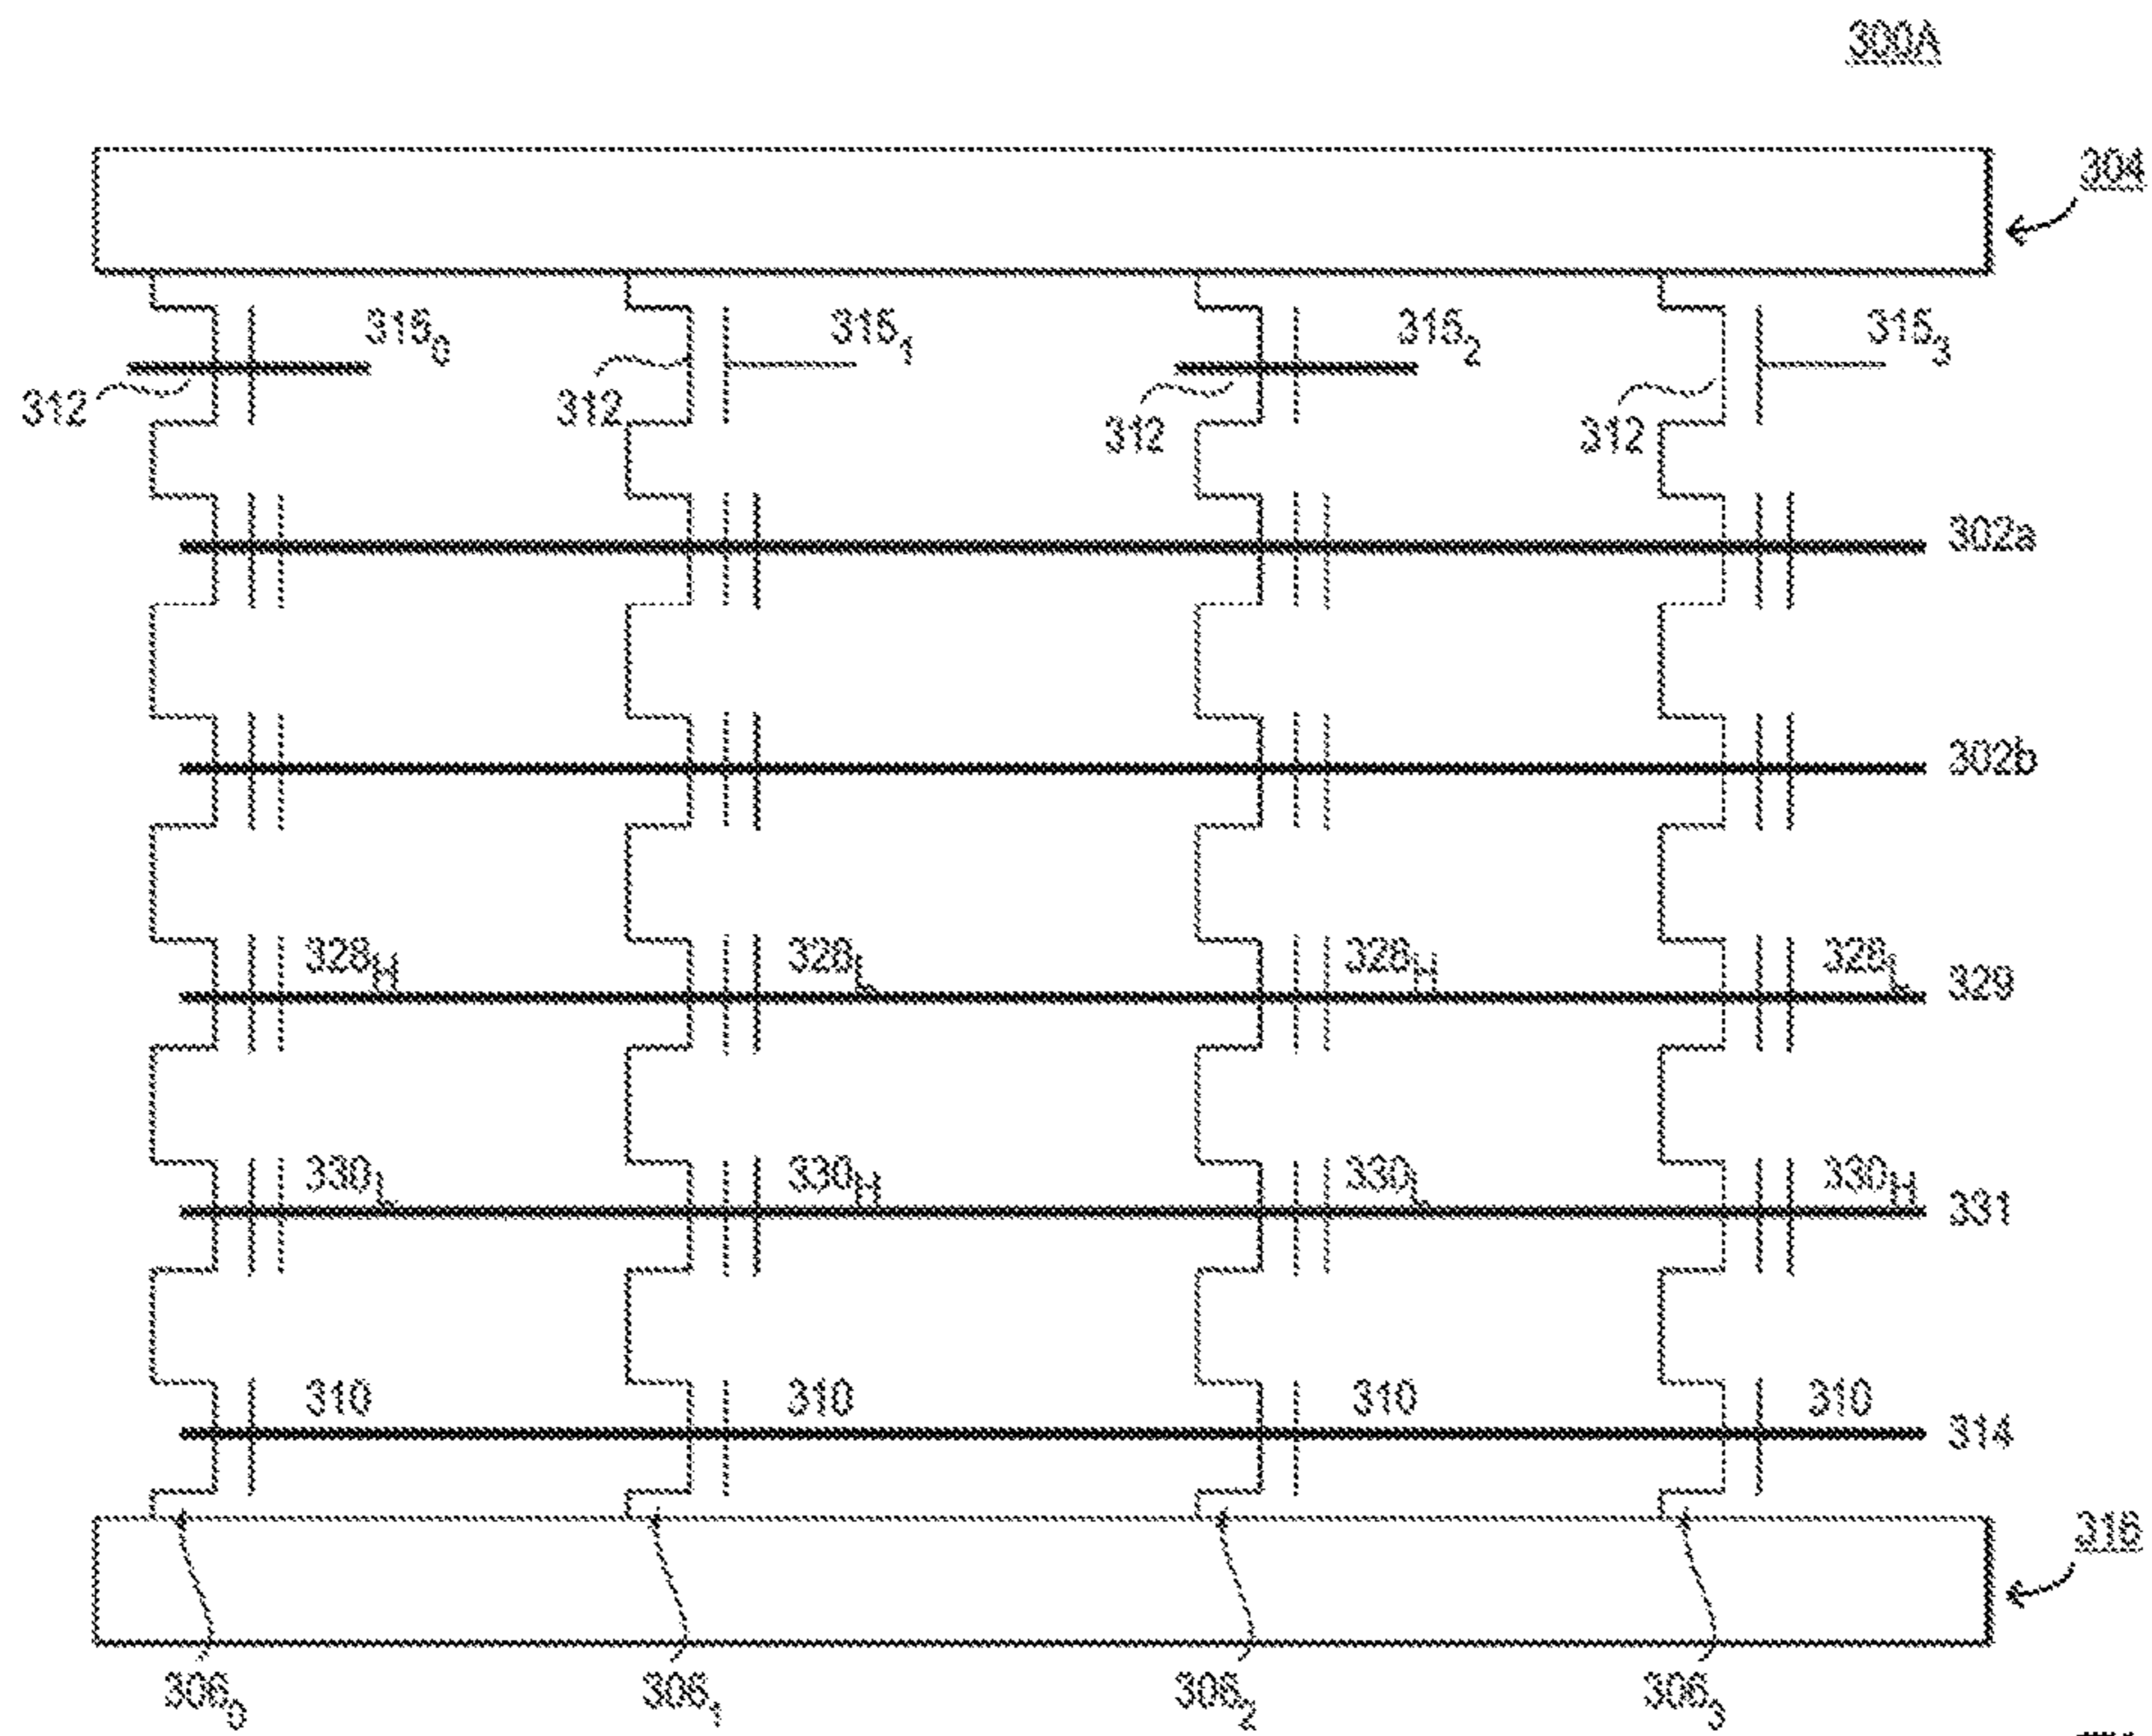 300A
304
315₀ 315₁ 315₂ 315₃
312 312 312 312
302a
302b
328H 328L 328H 328L 329
330L 330H 330L 330H 331
310 310 310 310 314
316
306₀ 306₁ 306₂ 306₃